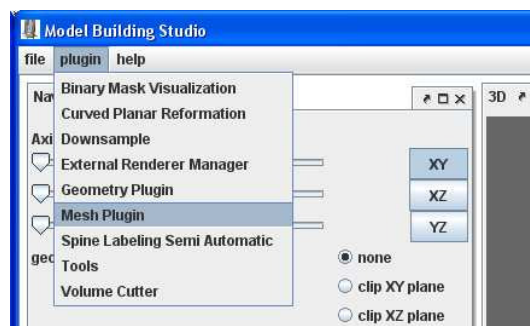 Model Building Studio
file plugin help
Binary Mask Visualization
Curved Planar Reformation
Downsample
External Renderer Manager
Geometry Plugin
Mesh Plugin
Spine Labeling Semi Automatic
Tools
Volume Cutter
Nav
Axi
geo
3D
XY
XZ
YZ
none
clip XY plane
clip XZ plane